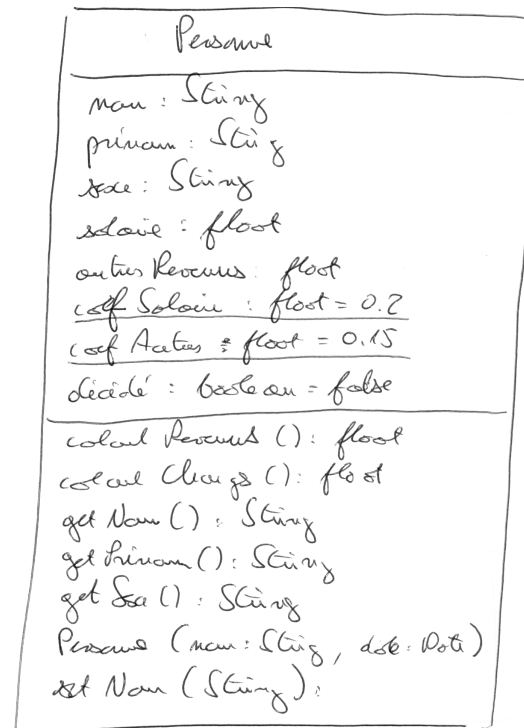 Personne
nom : String
prénom : String
sexe : String
salaire : float
autres Revenus : float
coef Salaire : float = 0.2
coef Autres : float = 0.15
décidé : boolean = false
calcul Revenus () : float
calcul Charges () : float
get Nom () : String
get Prénom () : String
get Sexe () : String
Personne (nom : String, date : Date)
set Nom (String) :